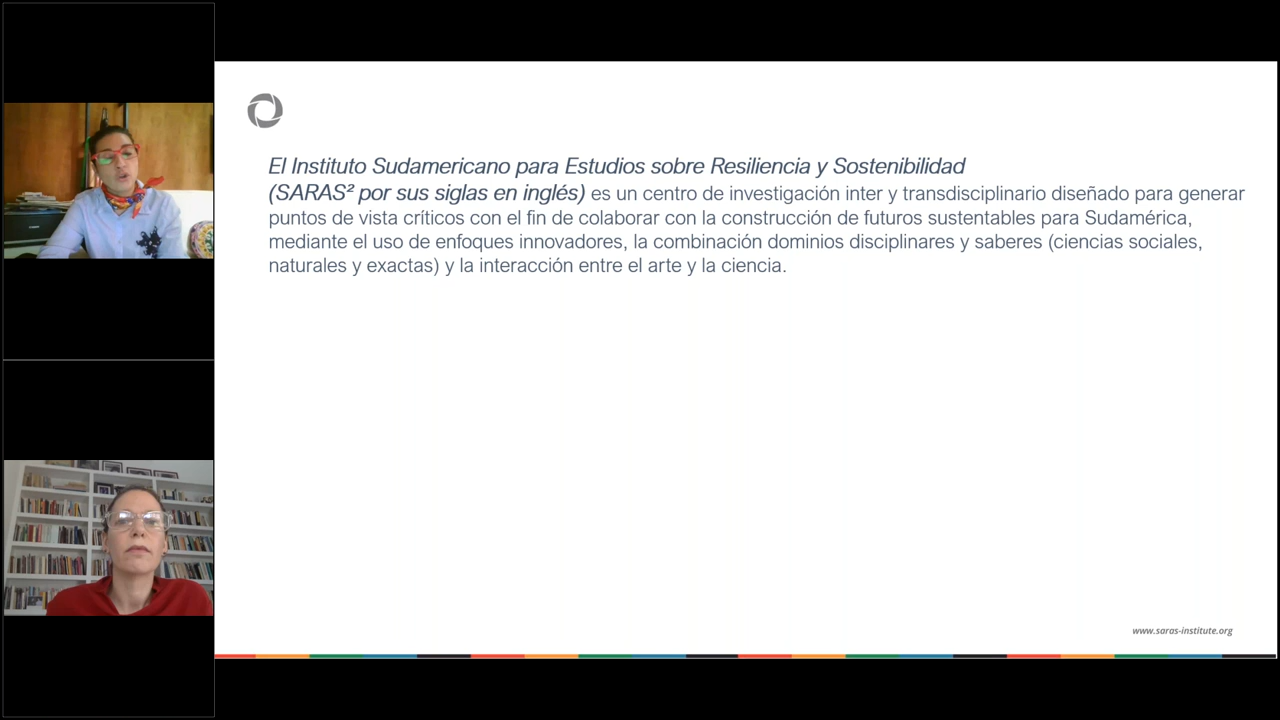 El Instituto Sudamericano para Estudios sobre Resiliencia y Sostenibilidad
(SARAS² por sus siglas en inglés) es un centro de investigación inter y transdisciplinario diseñado para generar
puntos de vista críticos con el fin de colaborar con la construcción de futuros sustentables para Sudamérica,
mediante el uso de enfoques innovadores, la combinación dominios disciplinares y saberes (ciencias sociales,
naturales y exactas) y la interacción entre el arte y la ciencia.
www.saras-institute.org